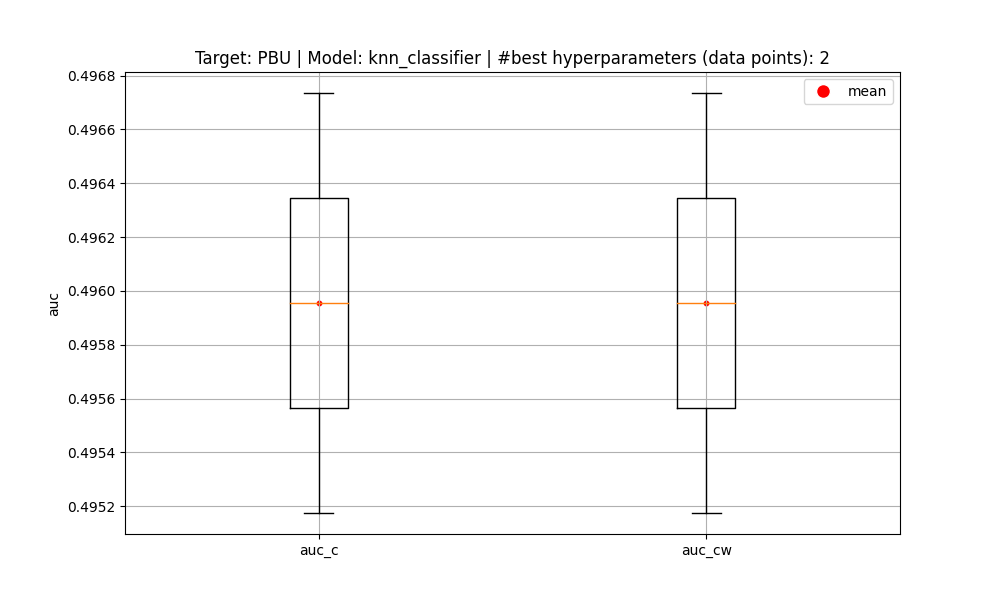 Target: PBU | Model: knn_classifier | #best hyperparameters (data points): 2
mean
auc
0.4968
0.4966
0.4964
0.4962
0.4960
0.4958
0.4956
0.4954
0.4952
auc_c
auc_cw